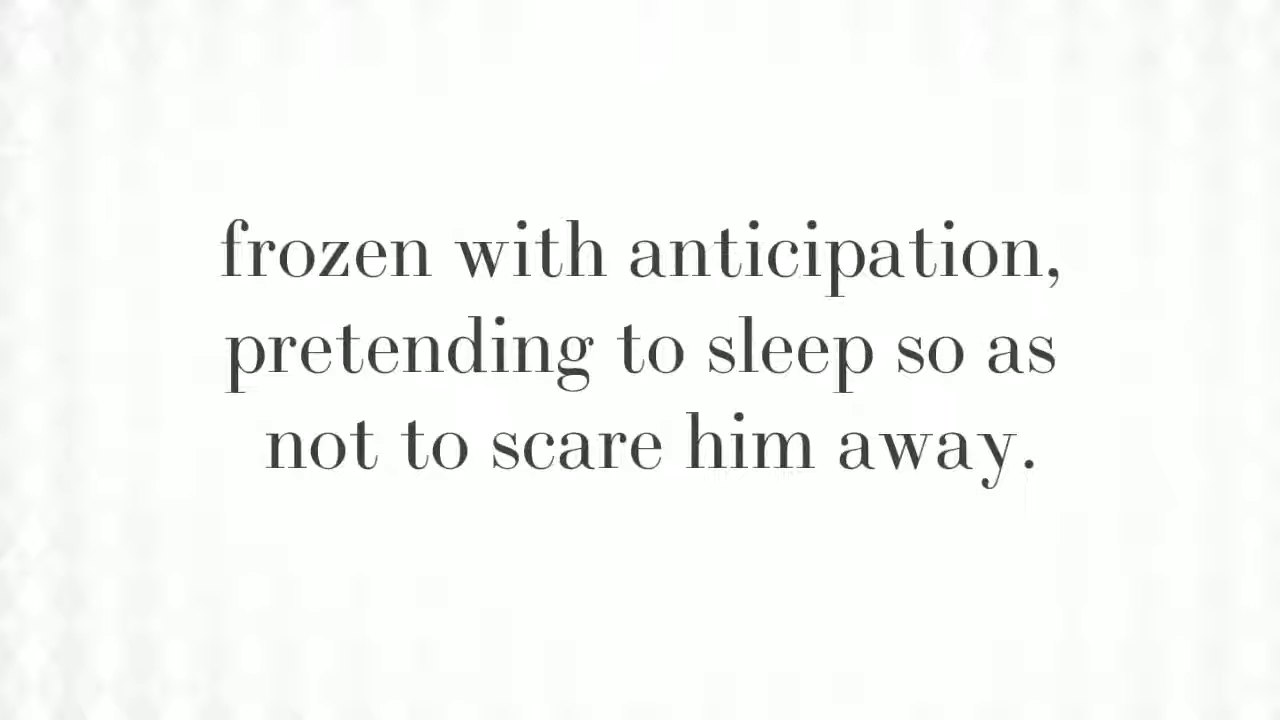 frozen with anticipation,
pretending to sleep so as
not to scare him away.